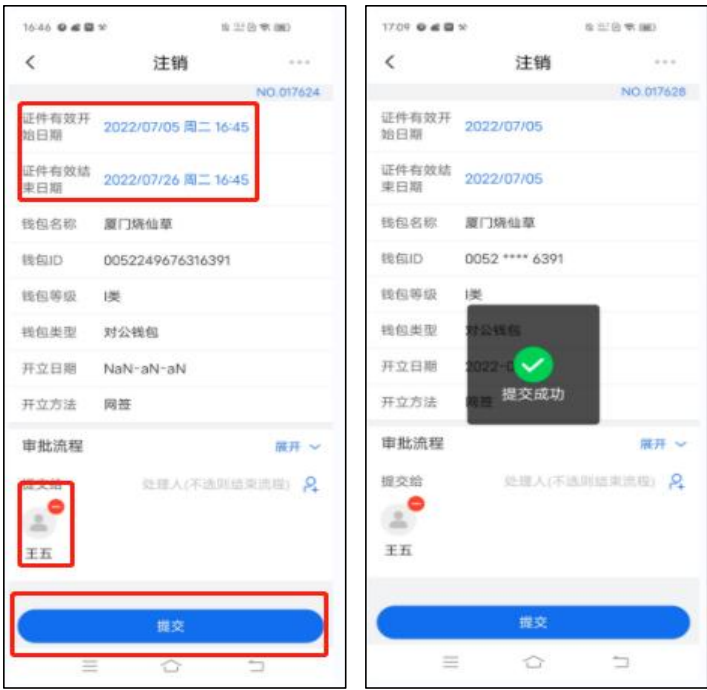 16:46
注销
NO.017624
证件有效开
始日期
2022/07/05 周二 16:45
证件有效结
束日期
2022/07/26 周二 16:45
钱包名称
厦门烧仙草
钱包ID
0052249676316391
钱包等级
I类
钱包类型
对公钱包
开立日期
NaN-aN-aN
开立方法
网签
审批流程
展开
提交给
处理人(不选则结束流程)
王五
提交
17:09
注销
NO.017628
证件有效开
始日期
2022/07/05
证件有效结
束日期
2022/07/05
钱包名称
厦门烧仙草
钱包ID
0052 **** 6391
钱包等级
I类
钱包类型
对公钱包
开立日期
2022-0
开立方法
网签
提交成功
审批流程
展开
提交给
处理人(不选则结束流程)
王五
提交